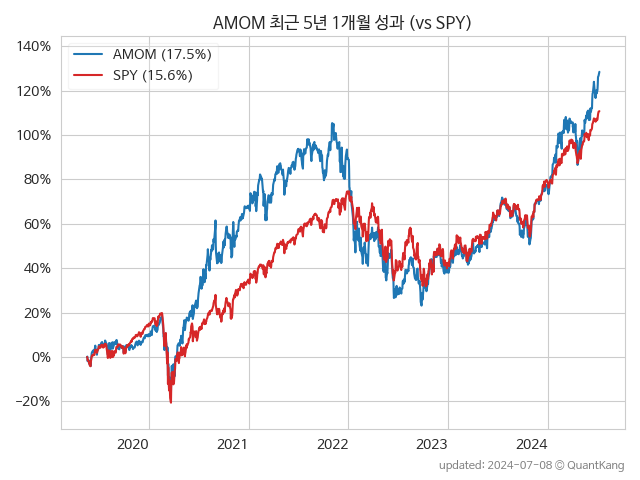 AMOM 최근 5년 1개월 성과 (vs SPY)
140%
120%
100%
80%
60%
40%
20%
0%
−20%
AMOM (17.5%)
SPY (15.6%)
2020 2021 2022 2023 2024
updated: 2024-07-08 © QuantKang